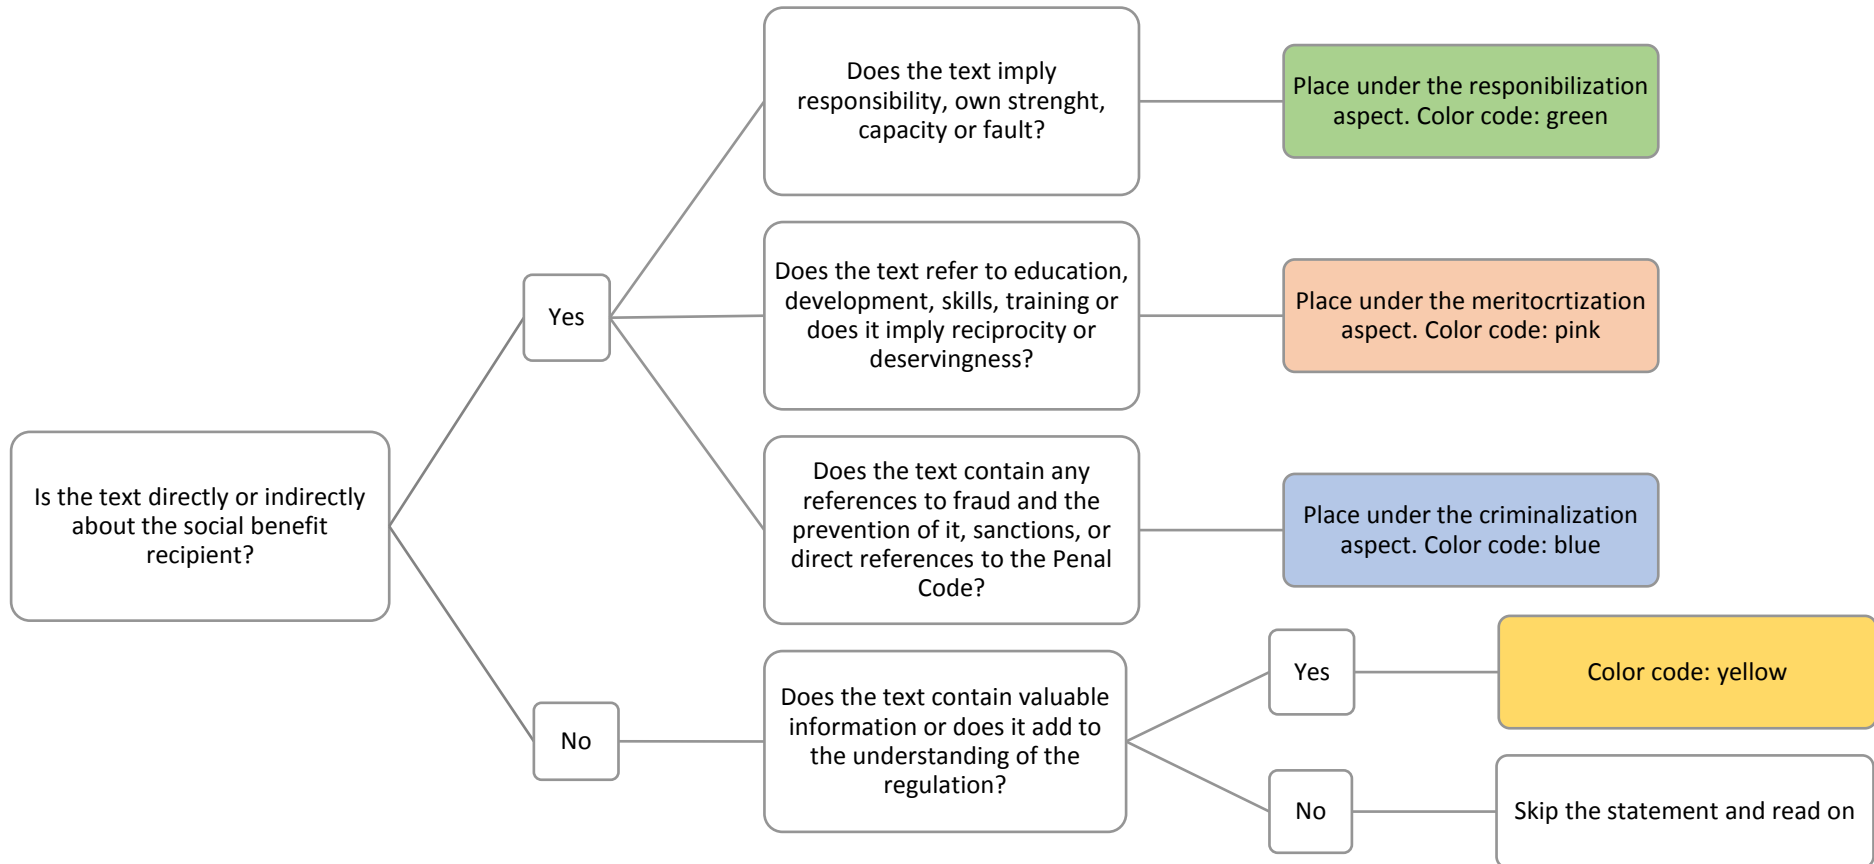 Is the text directly or indirectly
about the social benefit
recipient?
Yes
Does the text imply
responsibility, own strenght,
capacity or fault?
Place under the responibilization
aspect. Color code: green
Does the text refer to education,
development, skills, training or
does it imply reciprocity or
deservingness?
Place under the meritocrtization
aspect. Color code: pink
Does the text contain any
references to fraud and the
prevention of it, sanctions, or
direct references to the Penal
Code?
Place under the criminalization
aspect. Color code: blue
No
Does the text contain valuable
information or does it add to
the understanding of the
regulation?
Yes
Color code: yellow
No
Skip the statement and read on